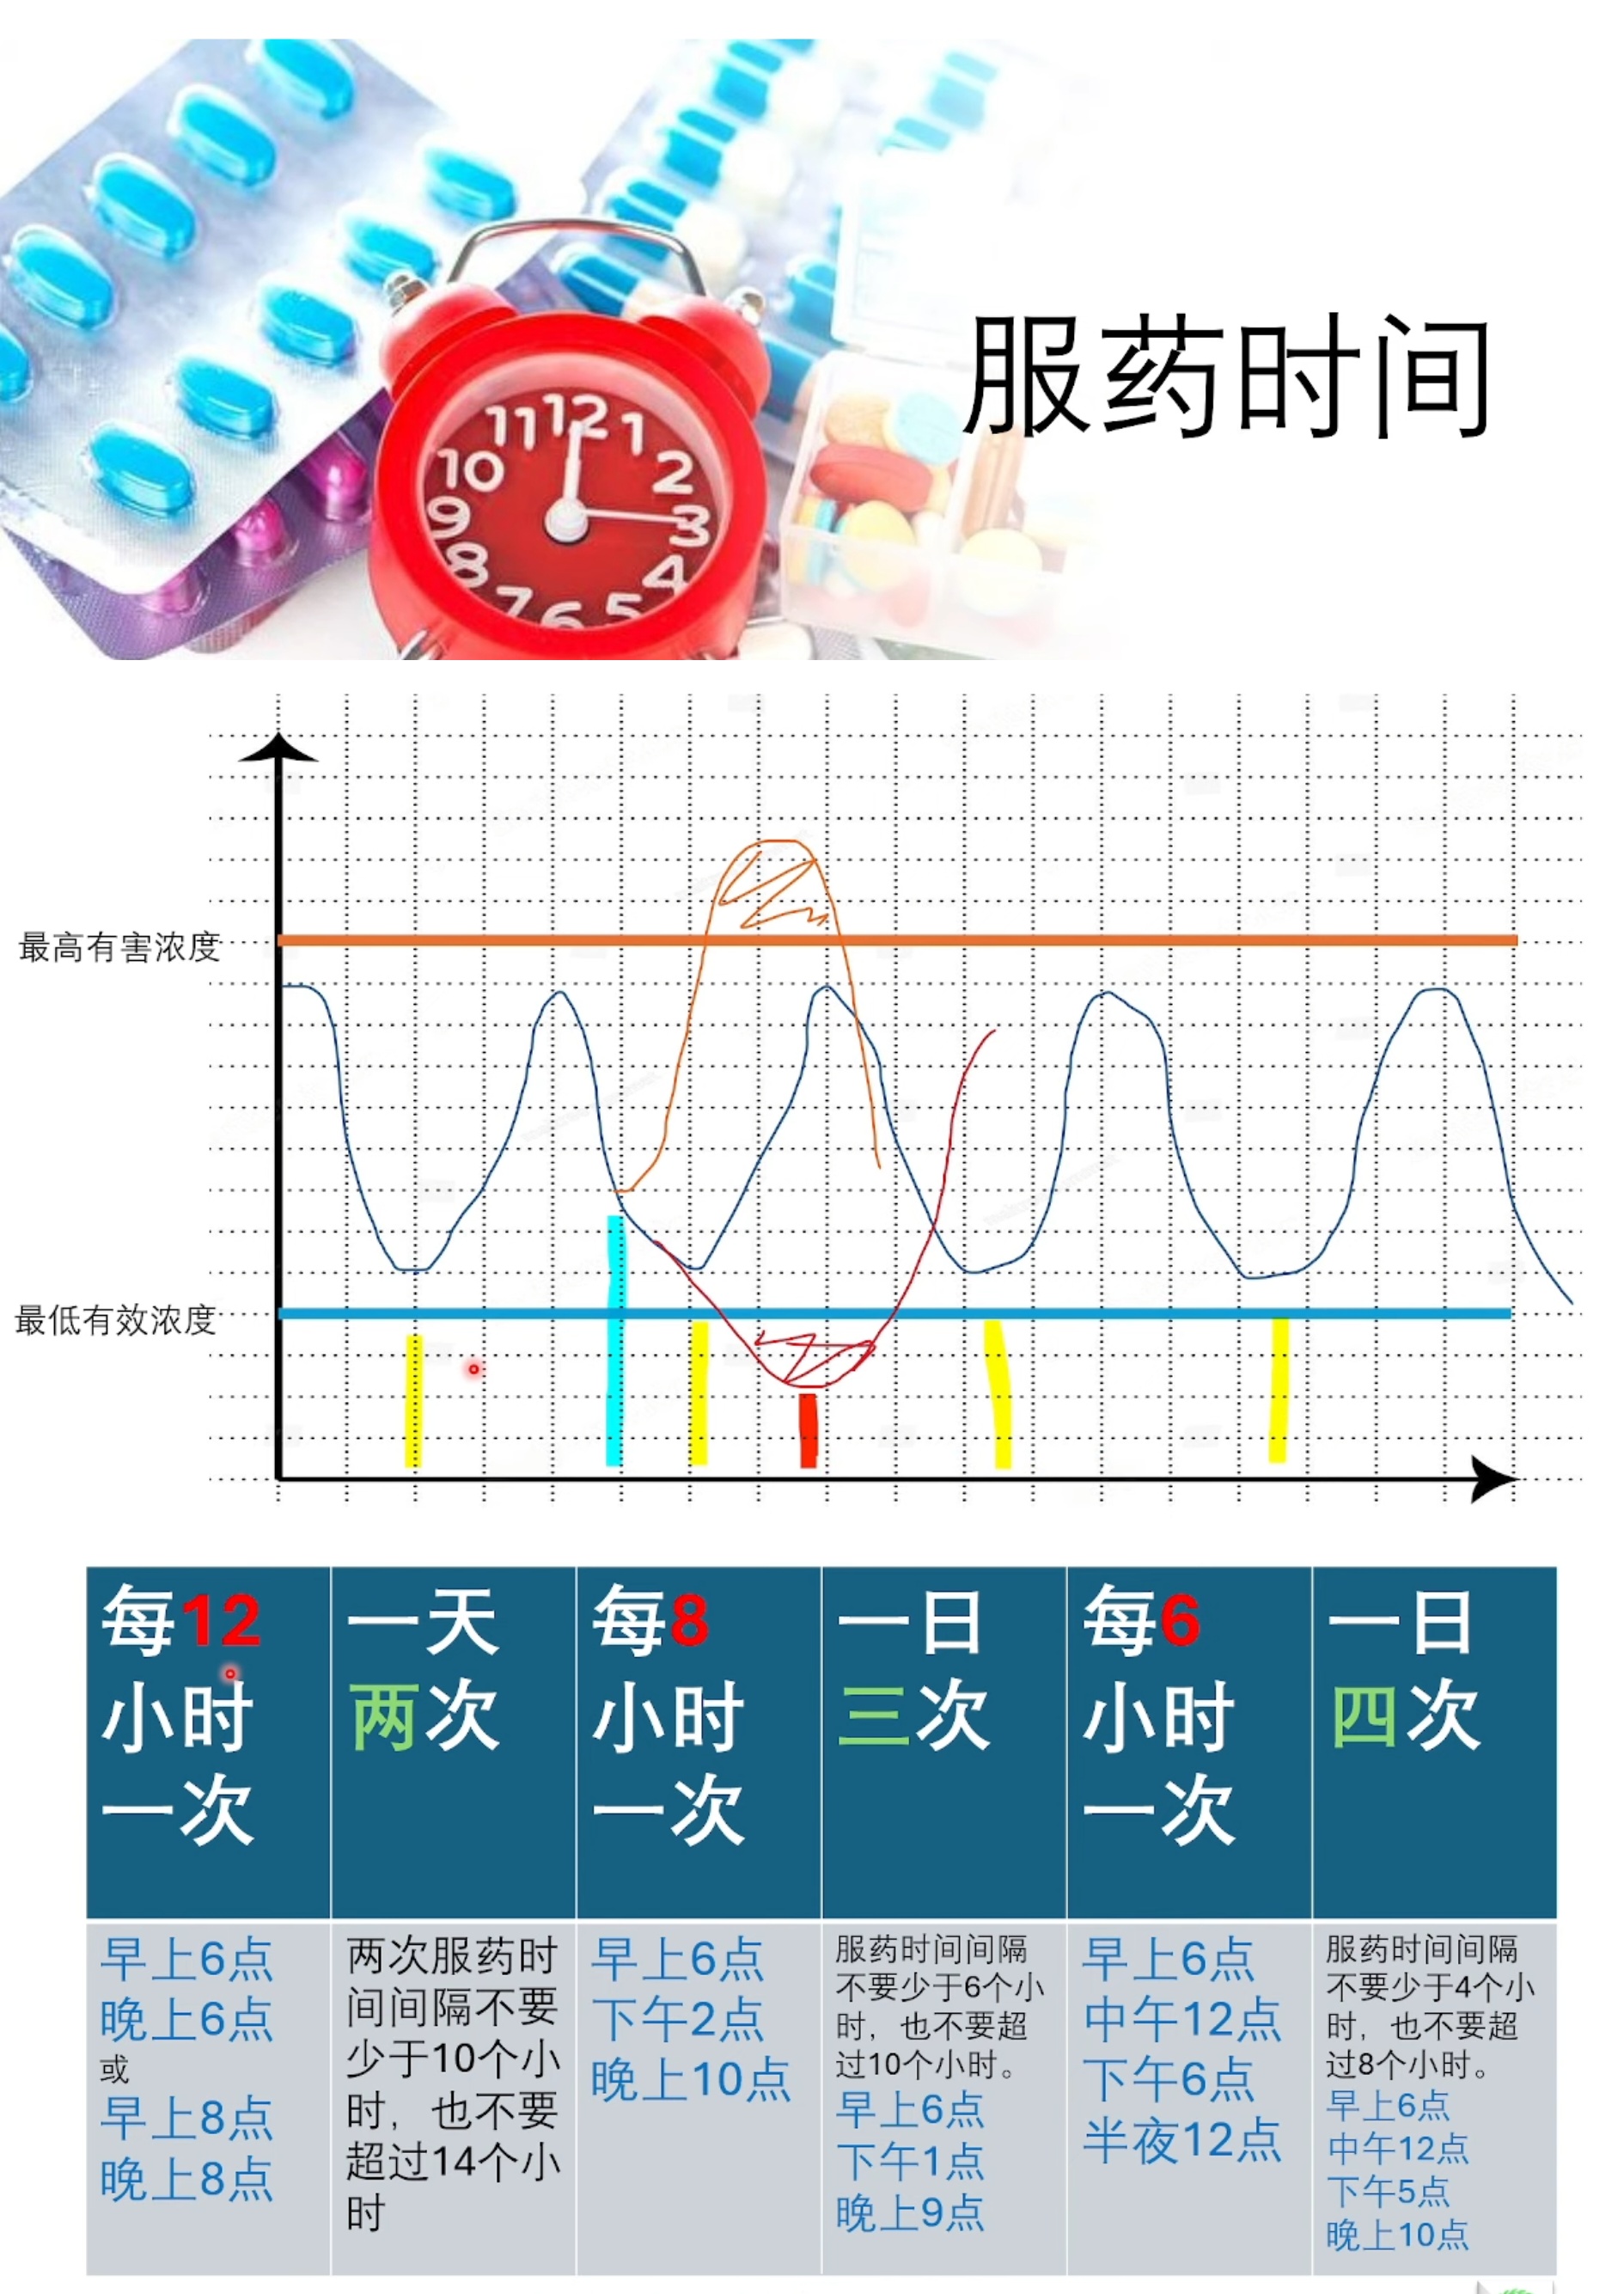 11 12 1
10 2
9 3
8 4
7 6 5
服药时间
最高有害浓度
最低有效浓度
每12
小时
一次
一天
两次
每8
小时
一次
一日
三次
每6
小时
一次
一日
四次
早上6点
晚上6点
或
早上8点
晚上8点
两次服药时
间间隔不要
少于10个小
时，也不要
超过14个小
时
早上6点
下午2点
晚上10点
服药时间间隔
不要少于6个小
时，也不要超
过10个小时。
早上6点
下午1点
晚上9点
早上6点
中午12点
下午6点
半夜12点
服药时间间隔
不要少于4个小
时，也不要超
过8个小时。
早上6点
中午12点
下午5点
晚上10点